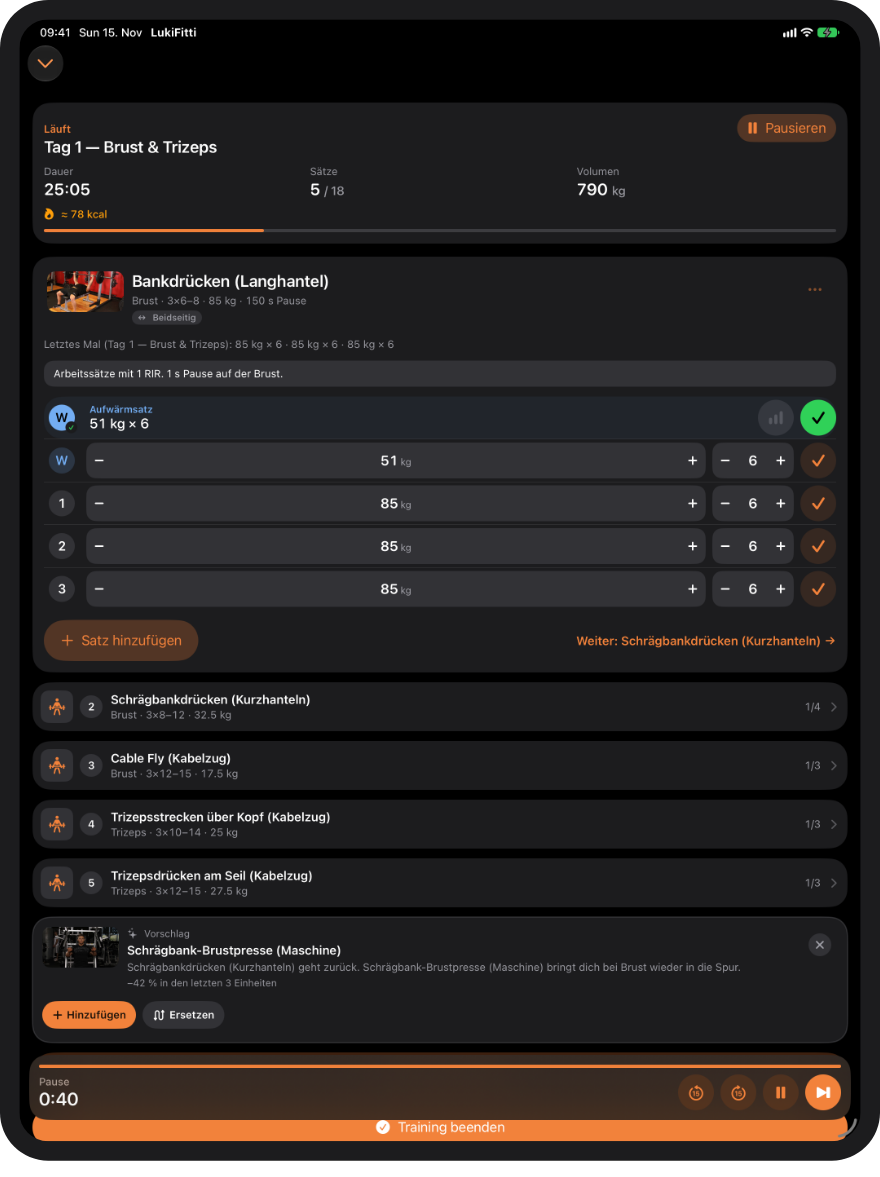 09:41 Sun 15. Nov LukiFitti
Läuft
Pausieren
Tag 1 — Brust & Trizeps
Dauer Sätze Volumen
25:05 5 / 18 790 kg
≈ 78 kcal
Bankdrücken (Langhantel)
Brust · 3×6–8 · 85 kg · 150 s Pause
↔ Beidseitig
Letztes Mal (Tag 1 — Brust & Trizeps): 85 kg × 6 · 85 kg × 6 · 85 kg × 6
Arbeitssätze mit 1 RIR. 1 s Pause auf der Brust.
W Aufwärmsatz
51 kg × 6
W − 51 kg + − 6 +
1 − 85 kg + − 6 +
2 − 85 kg + − 6 +
3 − 85 kg + − 6 +
+ Satz hinzufügen
Weiter: Schrägbankdrücken (Kurzhanteln) →
2 Schrägbankdrücken (Kurzhanteln) 1/4
Brust · 3×8–12 · 32.5 kg
3 Cable Fly (Kabelzug) 1/3
Brust · 3×12–15 · 17.5 kg
4 Trizepsstrecken über Kopf (Kabelzug) 1/3
Trizeps · 3×10–14 · 25 kg
5 Trizepsdrücken am Seil (Kabelzug) 1/3
Trizeps · 3×12–15 · 27.5 kg
Vorschlag
Schrägbank-Brustpresse (Maschine)
Schrägbankdrücken (Kurzhanteln) geht zurück. Schrägbank-Brustpresse (Maschine) bringt dich bei Brust wieder in die Spur.
−42 % in den letzten 3 Einheiten
+ Hinzufügen Ersetzen
Pause
0:40 15 15
Training beenden